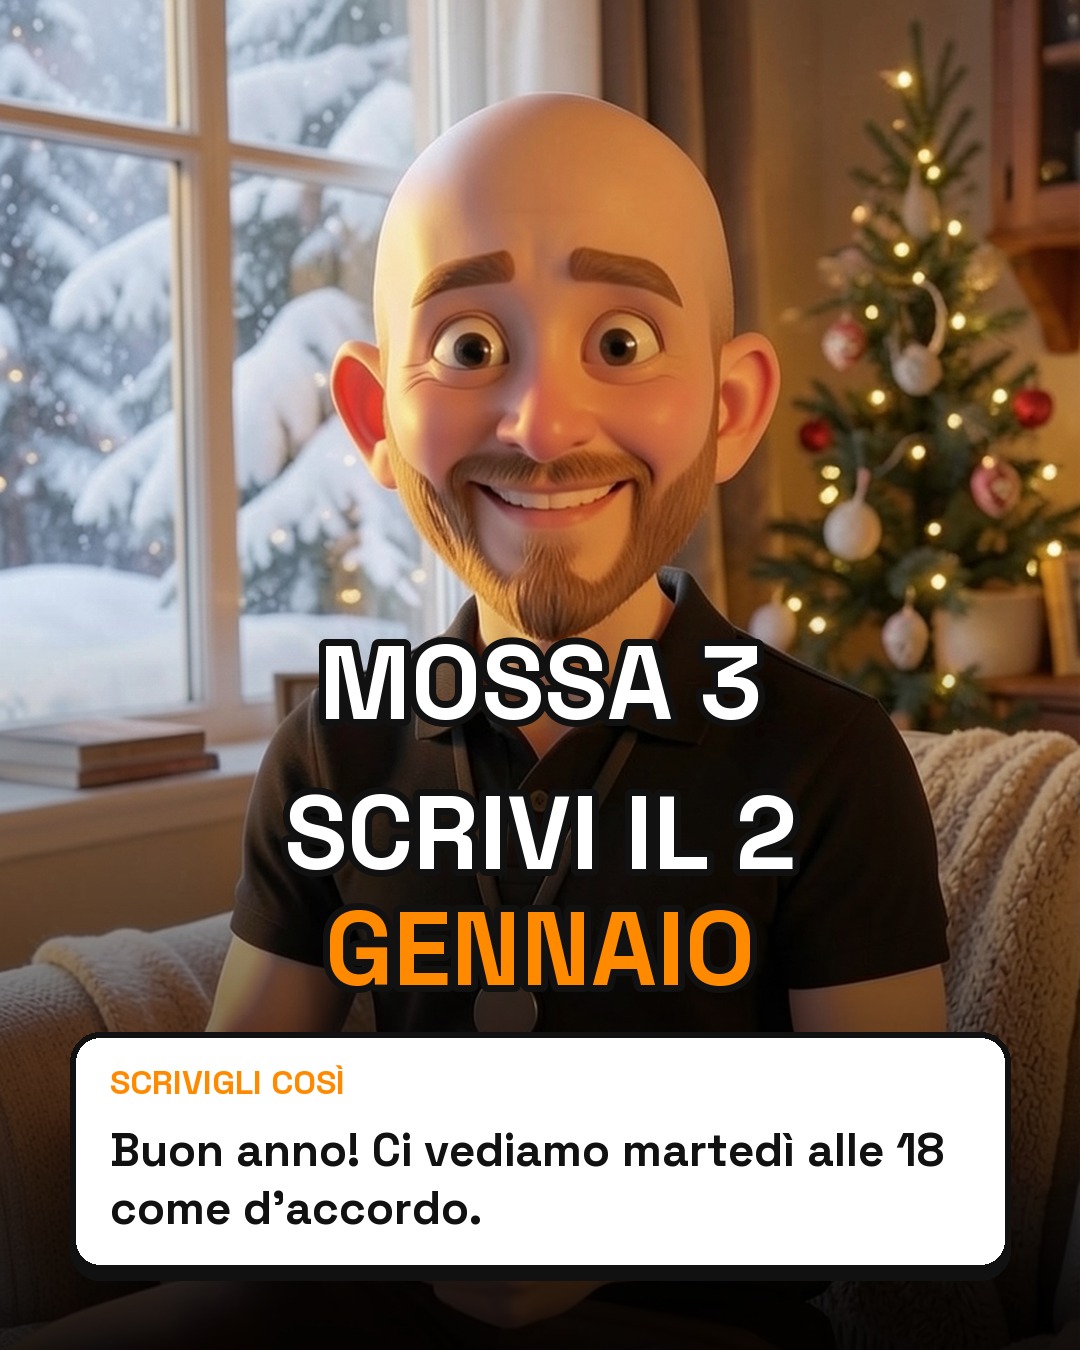 MOSSA 3
SCRIVI IL 2
GENNAIO
SCRIVIGLI COSÌ
Buon anno! Ci vediamo martedì alle 18
come d’accordo.